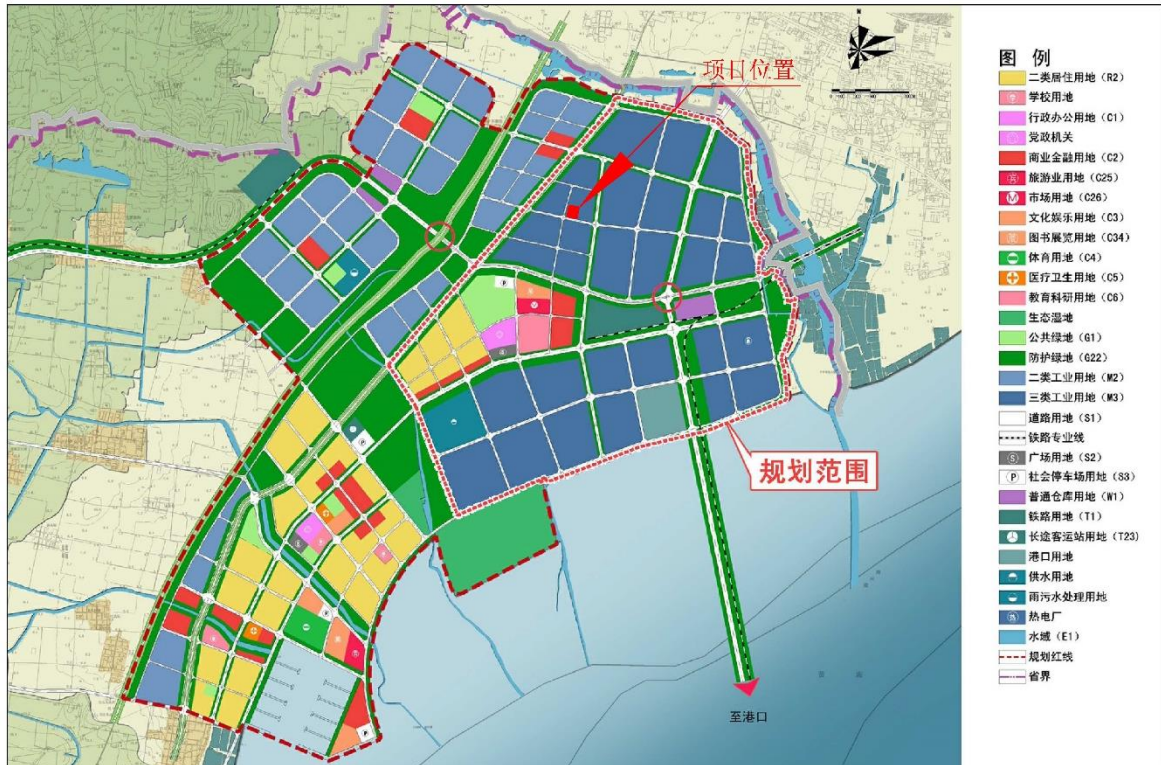 项目位置
规划范围
至港口
图 例
二类居住用地（R2）
学校用地
行政办公用地（C1）
党政机关
商业金融用地（C2）
旅游业用地（C25）
市场用地（C26）
文化娱乐用地（C3）
图书展览用地（C34）
体育用地（C4）
医疗卫生用地（C5）
教育科研用地（C6）
生态湿地
公共绿地（G1）
防护绿地（G22）
二类工业用地（M2）
三类工业用地（M3）
道路用地（S1）
铁路专业线
广场用地（S2）
社会停车场用地（S3）
普通仓库用地（W1）
铁路用地（T1）
长途客运站用地（T23）
港口用地
供水用地
雨污水处理用地
热电厂
水域（E1）
规划红线
省界